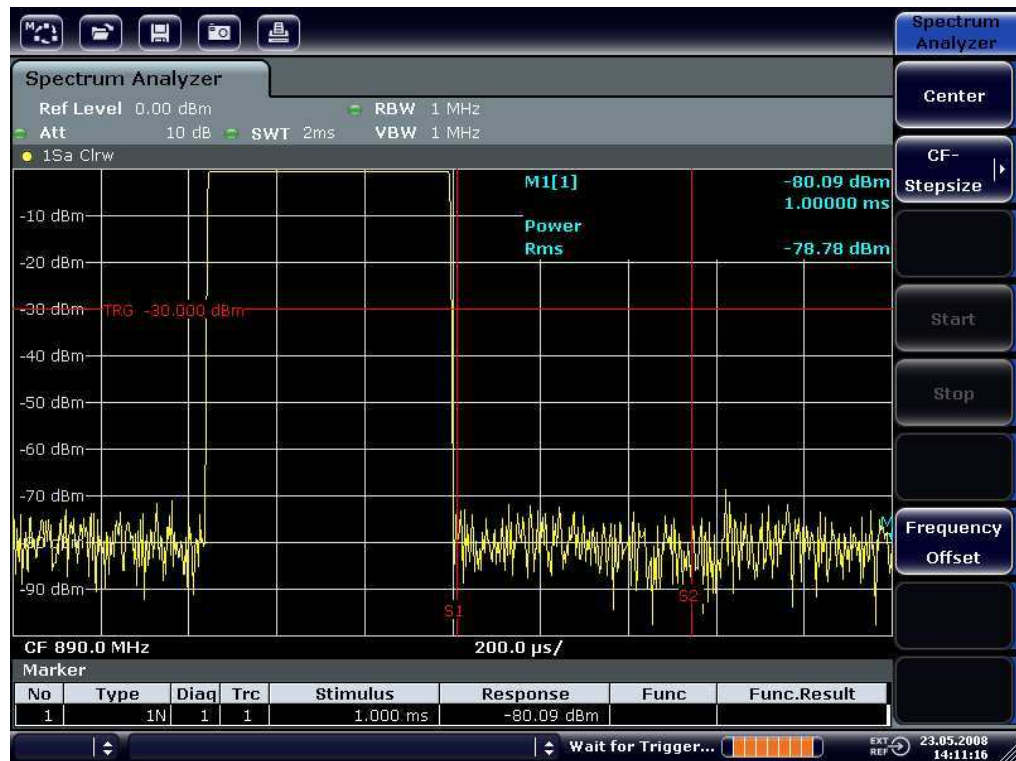 Spectrum Analyzer
Spectrum Analyzer
Ref Level 0.00 dBm RBW 1 MHz
Att 10 dB SWT 2ms VBW 1 MHz
1Sa Clrw
M1[1] -80.09 dBm
1.00000 ms
Power
Rms -78.78 dBm
-10 dBm
-20 dBm
-30 dBm
TRG -30.000 dBm
-40 dBm
-50 dBm
-60 dBm
-70 dBm
-90 dBm
S1
S2
CF 890.0 MHz 200.0 µs/
Marker
No Type Diag Trc Stimulus Response Func Func.Result
1 1N 1 1 1.000 ms -80.09 dBm
Wait for Trigger...
EXT REF
23.05.2008
14:11:16
Center
CF-Stepsize
Start
Stop
Frequency Offset